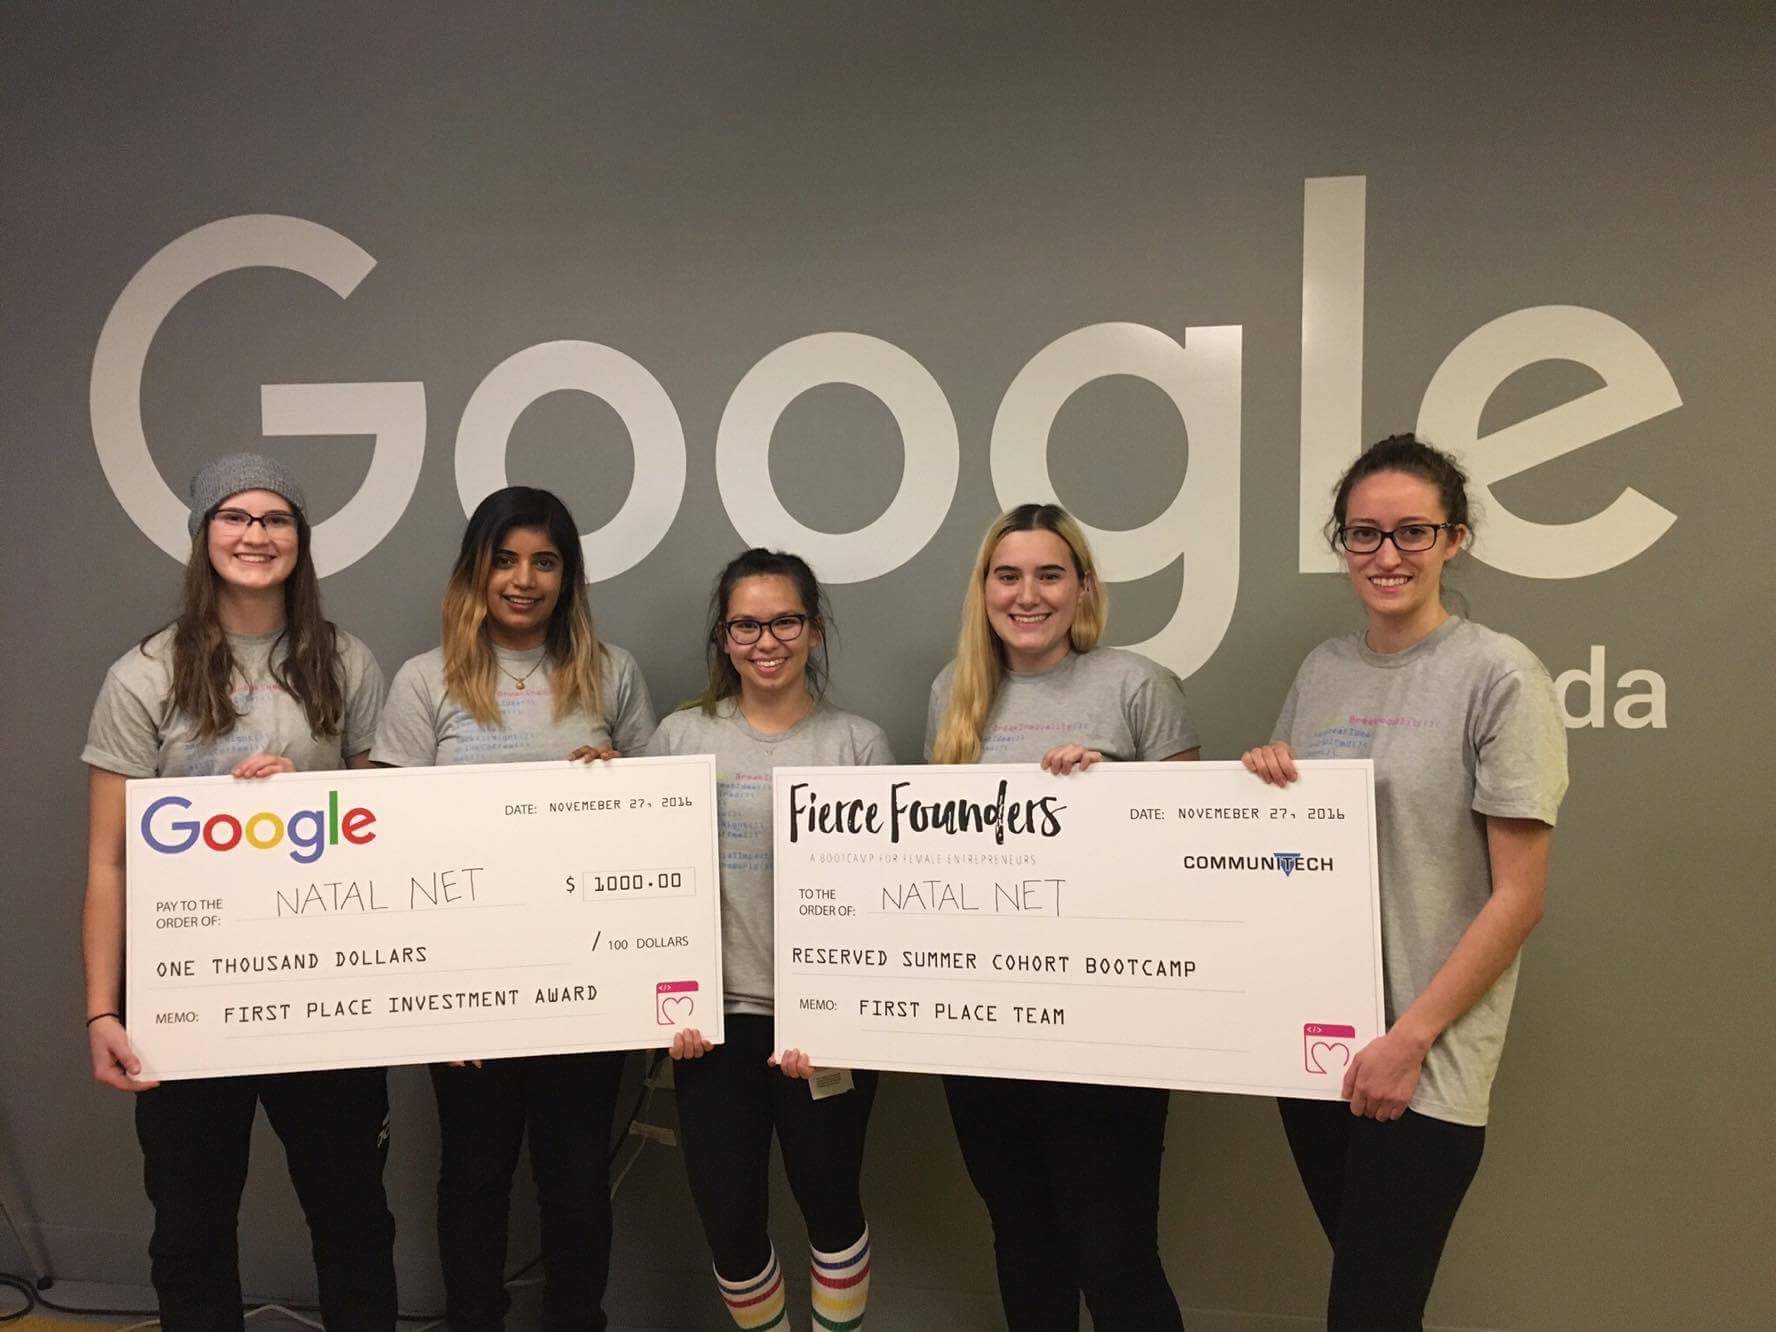 Google
da
Google
DATE: NOVEMEBER 27, 2016
PAY TO THE
ORDER OF: NATAL NET $ 1000.00
ONE THOUSAND DOLLARS / 100 DOLLARS
MEMO: FIRST PLACE INVESTMENT AWARD
</>
Fierce Founders
A BOOTCAMP FOR FEMALE ENTREPRENEURS
DATE: NOVEMEBER 27, 2016
COMMUNITECH
TO THE
ORDER OF: NATAL NET
RESERVED SUMMER COHORT BOOTCAMP
MEMO: FIRST PLACE TEAM
</>